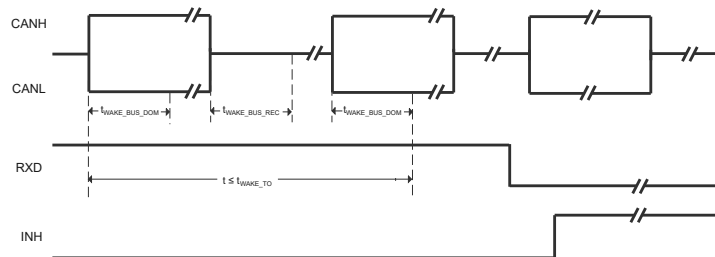 CANH
CANL
tWAKE_BUS_DOM
tWAKE_BUS_REC
tWAKE_BUS_DOM
RXD
t ≤ tWAKE_TO
INH